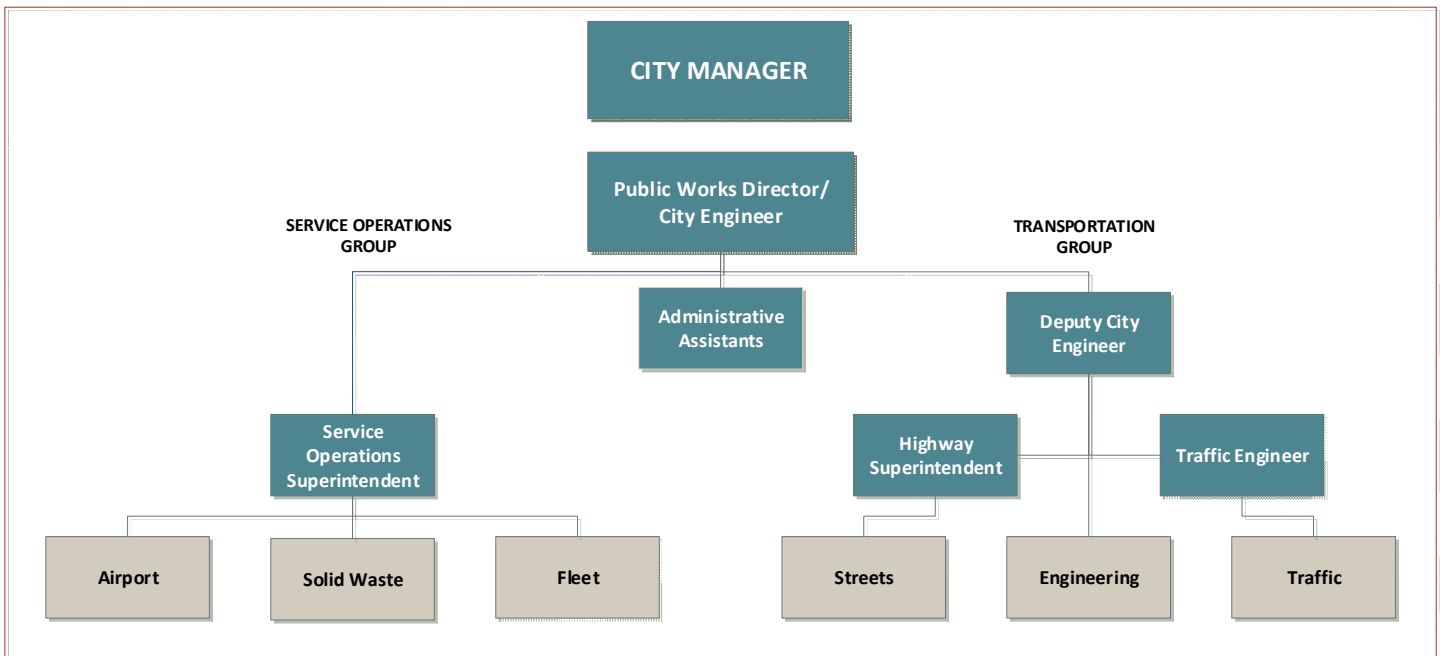 CITY MANAGER
Public Works Director/
City Engineer
SERVICE OPERATIONS
GROUP
TRANSPORTATION
GROUP
Administrative
Assistants
Deputy City
Engineer
Service
Operations
Superintendent
Highway
Superintendent
Traffic Engineer
Airport
Solid Waste
Fleet
Streets
Engineering
Traffic